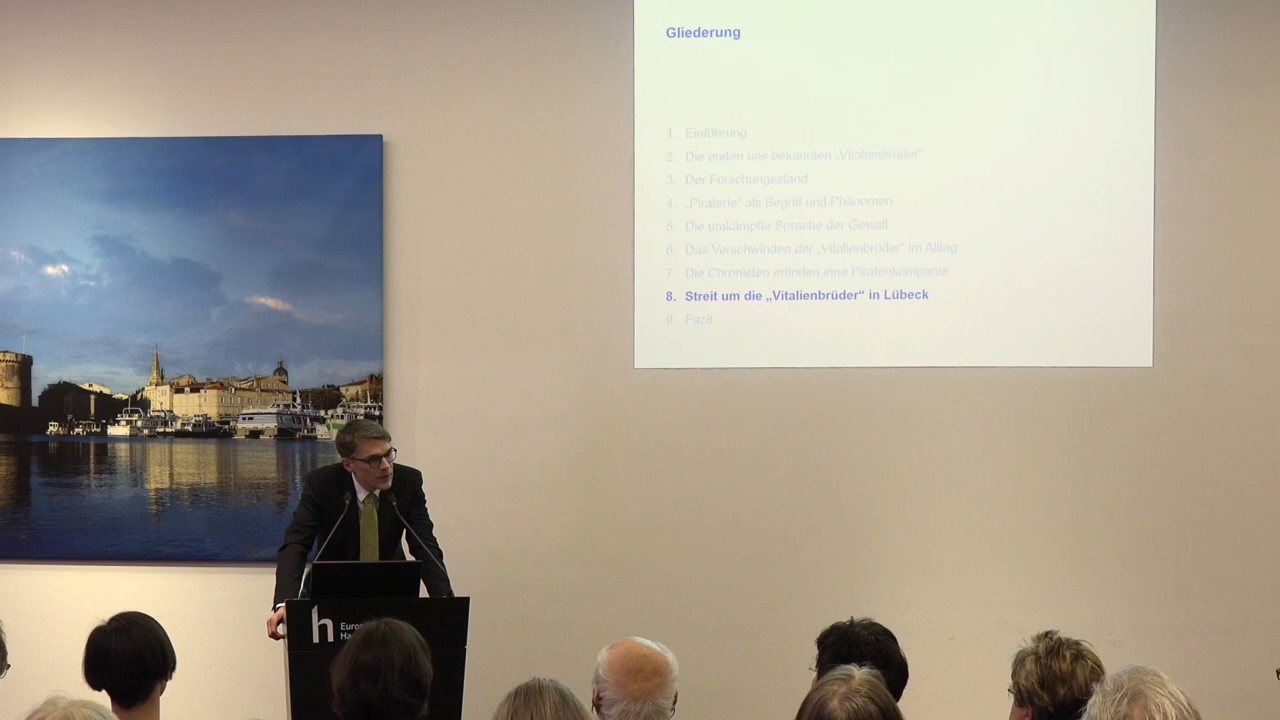 Gliederung
1. Einführung
2. Die ersten uns bekannten „Vitalienbrüder“
3. Der Forschungsstand
4. „Piraterie“ als Begriff und Phänomen
5. Die umkämpfte Sprache der Gewalt
6. Das Verschwinden der „Vitalienbrüder“ im Alltag
7. Die Chronisten erfinden eine Piratenkompanie
8. Streit um die „Vitalienbrüder“ in Lübeck
9. Fazit
h